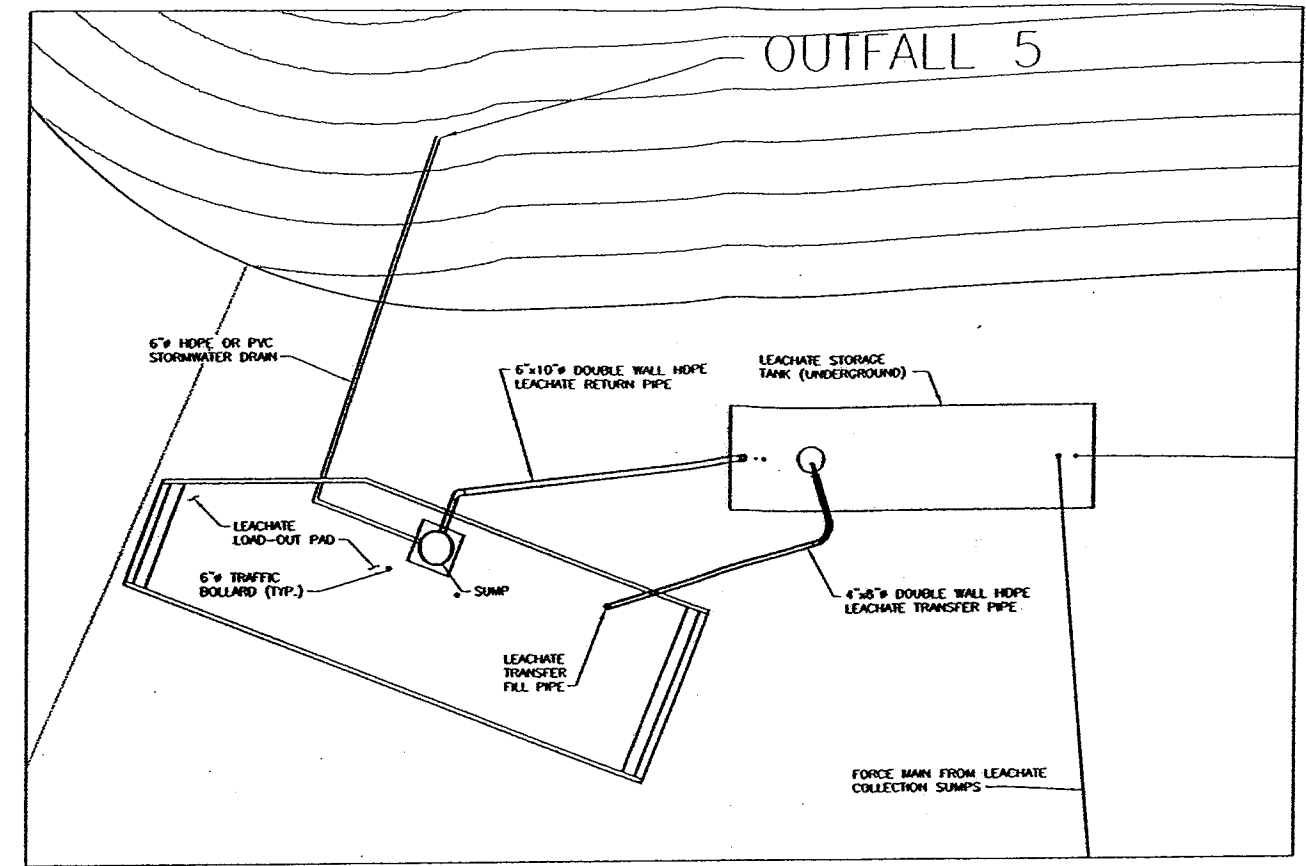 OUTFALL 5
6"ø HDPE OR PVC
STORMWATER DRAIN
6"x10"ø DOUBLE WALL HDPE
LEACHATE RETURN PIPE
LEACHATE STORAGE
TANK (UNDERGROUND)
LEACHATE
LOAD-OUT PAD
6"ø TRAFFIC
BOLLARD (TYP.)
SUMP
4"x8"ø DOUBLE WALL HDPE
LEACHATE TRANSFER PIPE
LEACHATE
TRANSFER
FILL PIPE
FORCE MAIN FROM LEACHATE
COLLECTION SUMPS